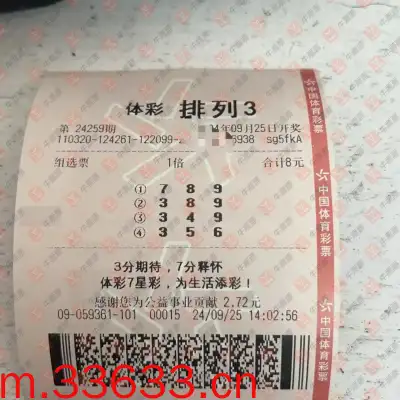 体彩 排列3
第 24259期 年09月25日开奖
110320-124261-122099- 6938 sg5fkA
组选票 1倍 合计8元
① 7 8 9
② 3 8 9
③ 3 4 9
④ 3 5 6
3分期待，7分释怀
体彩7星彩，为生活添彩！
感谢您为公益事业贡献 2.72元
09-059361-101 00015 24/09/25 14:02:56
中国体育彩票
中国体育彩票
中国体育彩票
m.33633.cn